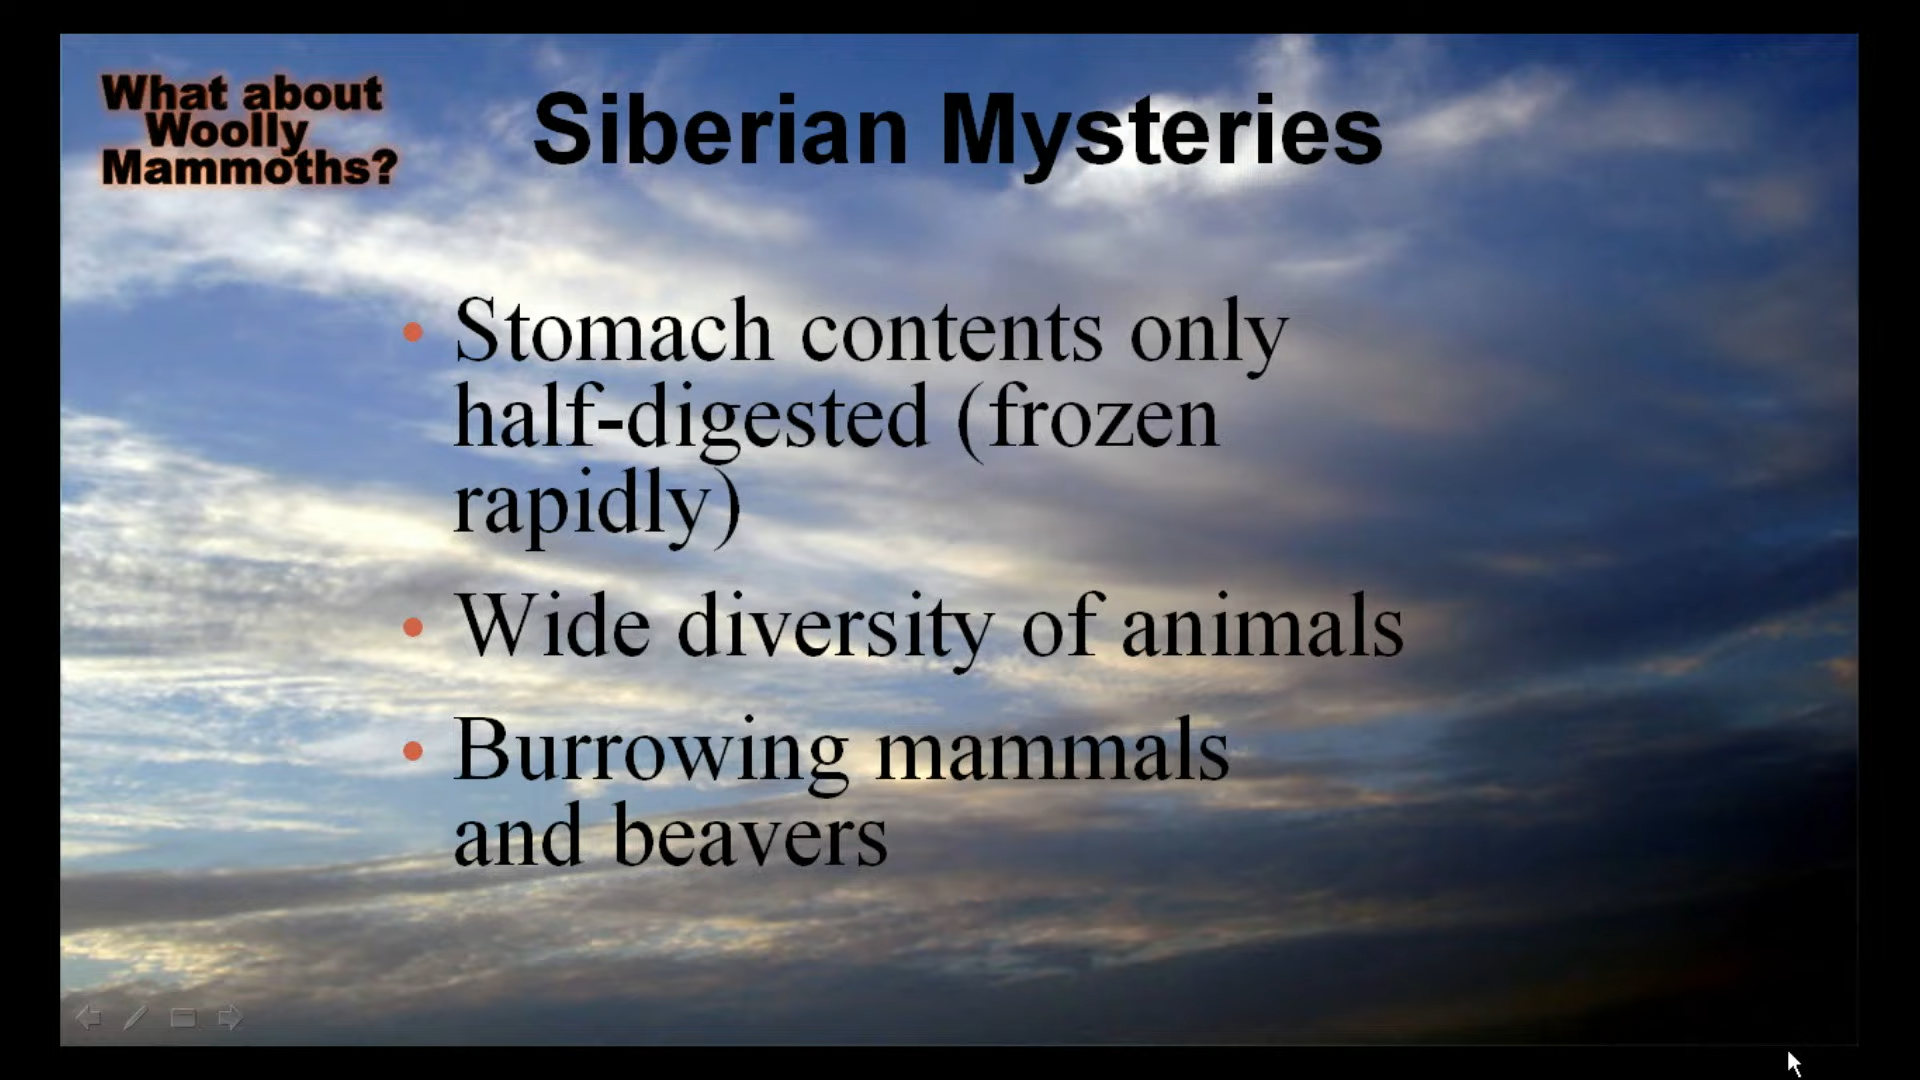 What about
Woolly
Mammoths?
Siberian Mysteries
• Stomach contents only
half-digested (frozen
rapidly)
• Wide diversity of animals
• Burrowing mammals
and beavers